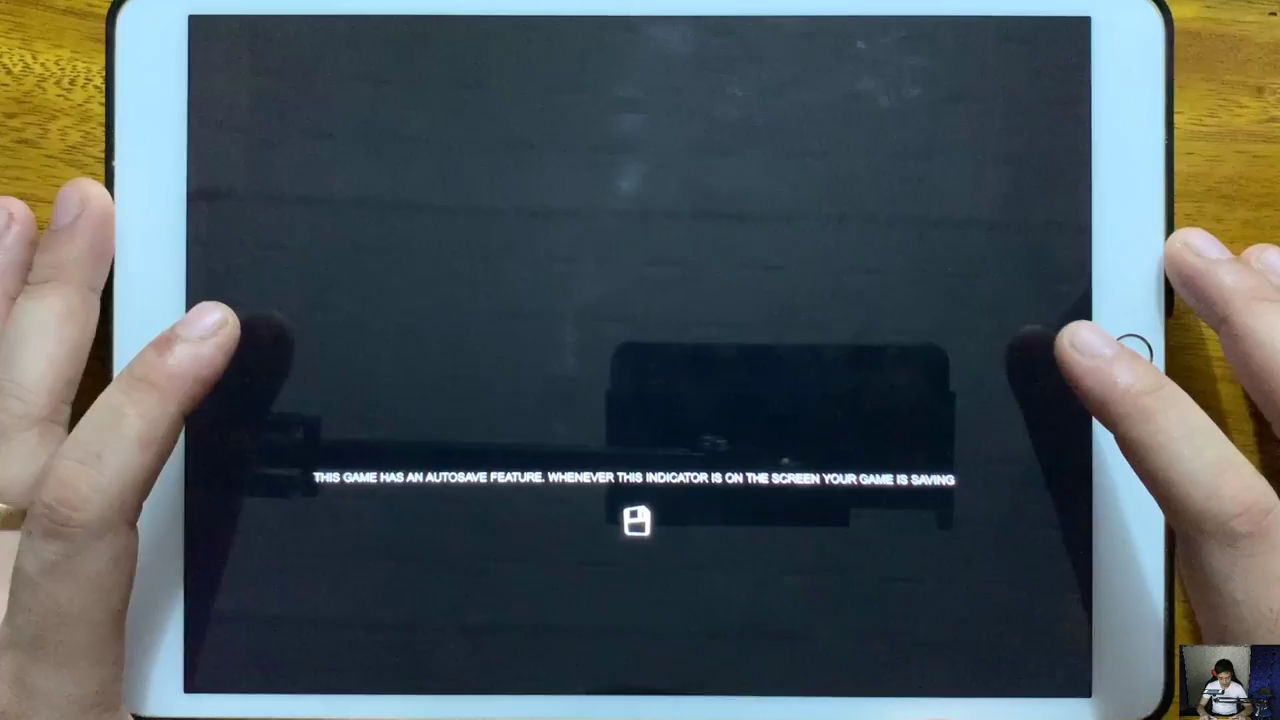 THIS GAME HAS AN AUTOSAVE FEATURE. WHENEVER THIS INDICATOR IS ON THE SCREEN YOUR GAME IS SAVING